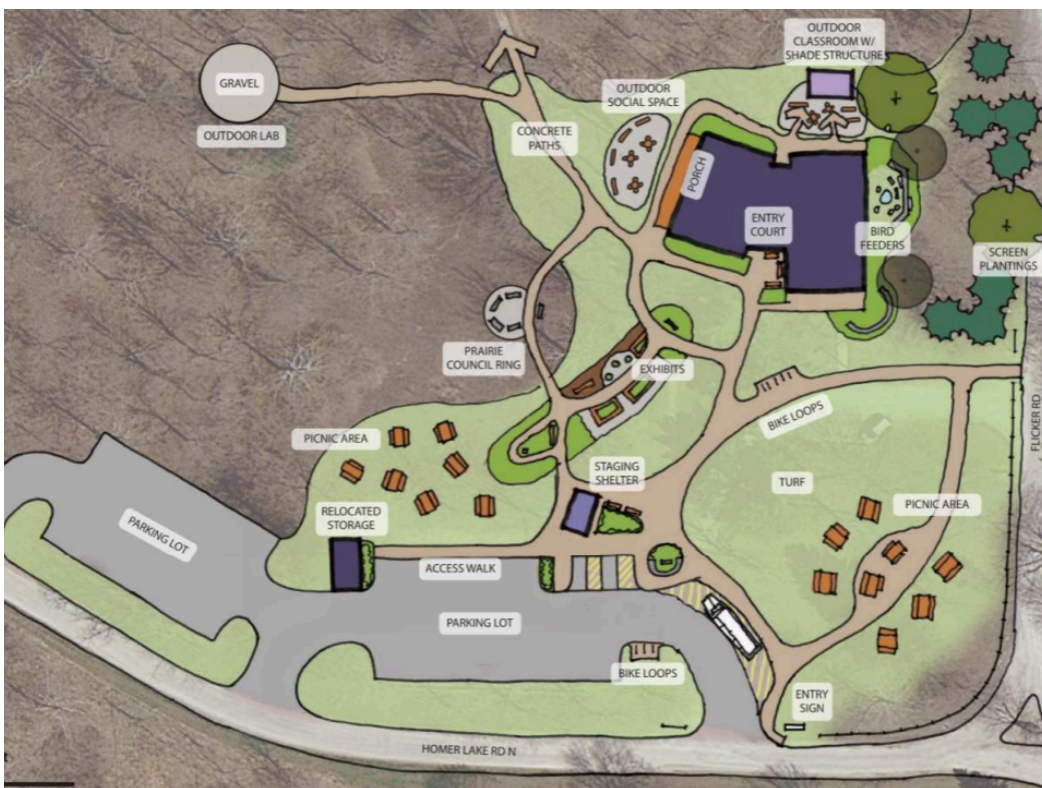 OUTDOOR
CLASSROOM W/
SHADE STRUCTURE
GRAVEL
OUTDOOR LAB
OUTDOOR
SOCIAL SPACE
CONCRETE
PATHS
PORCH
ENTRY
COURT
BIRD
FEEDERS
SCREEN
PLANTINGS
PRAIRIE
COUNCIL RING
EXHIBITS
BIKE LOOPS
FLICKER RD
PICNIC AREA
STAGING
SHELTER
TURF
PICNIC AREA
RELOCATED
STORAGE
PARKING LOT
ACCESS WALK
PARKING LOT
BIKE LOOPS
ENTRY
SIGN
HOMER LAKE RD N